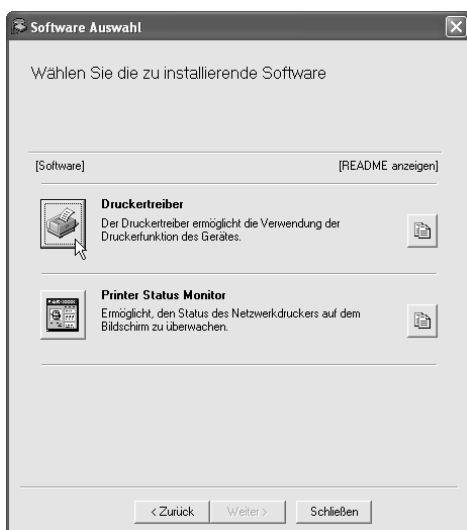 Software Auswahl
Wählen Sie die zu installierende Software
[Software] [README anzeigen]
Druckertreiber
Der Druckertreiber ermöglicht die Verwendung der
Druckerfunktion des Gerätes.
Printer Status Monitor
Ermöglicht, den Status des Netzwerkdruckers auf dem
Bildschirm zu überwachen.
< Zurück Weiter > Schließen